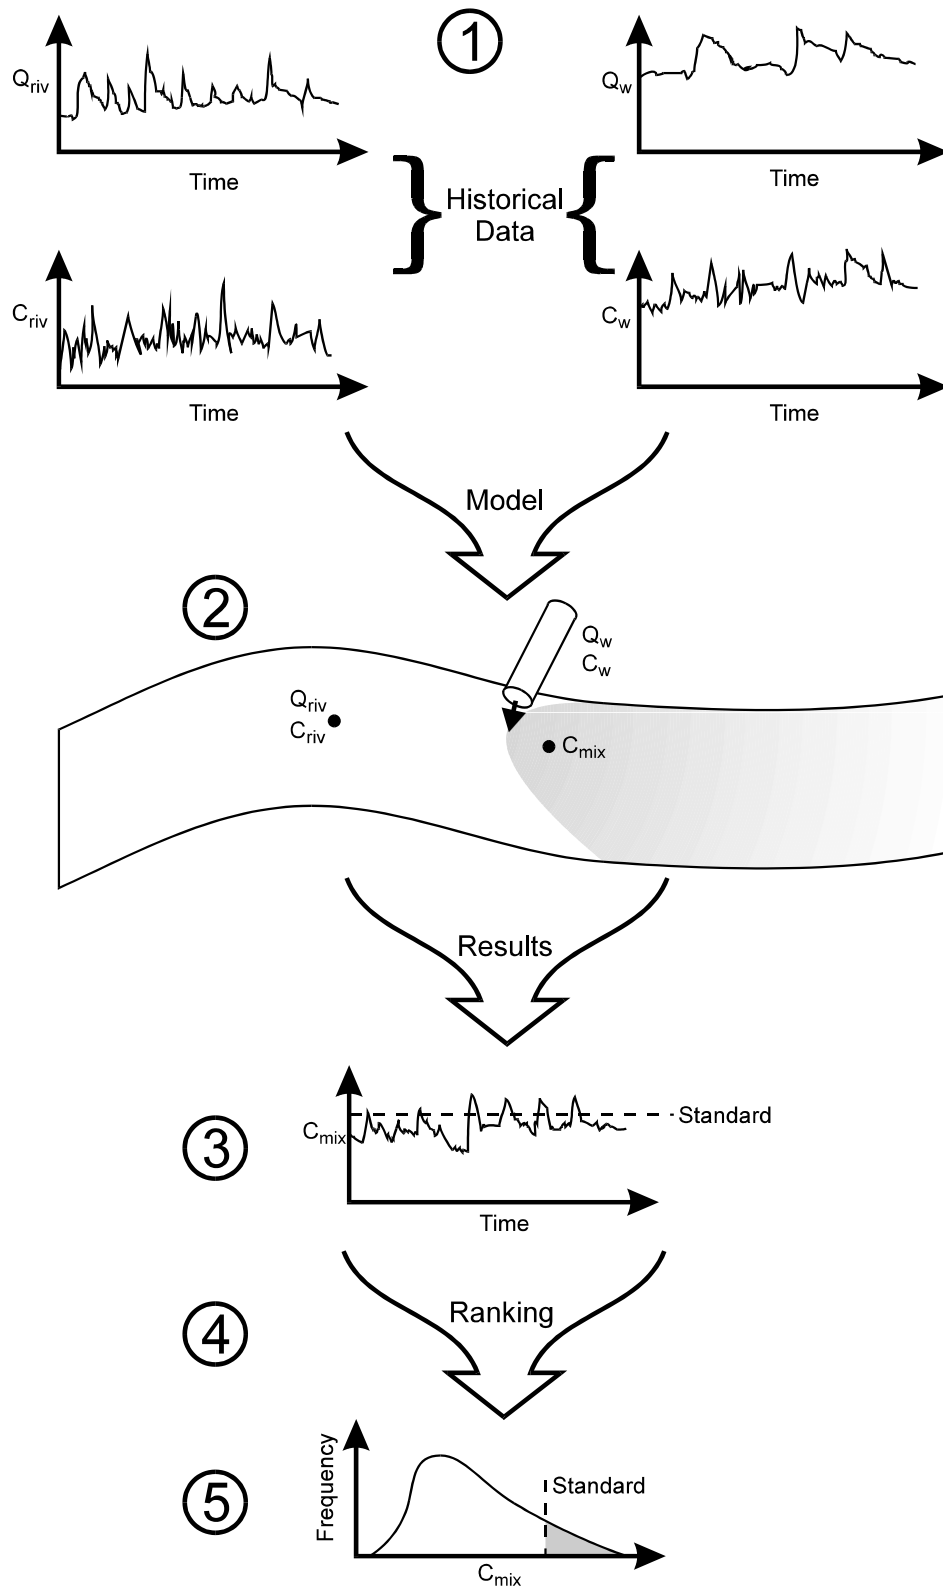 1
Q_riv
Time
Q_w
Time
Historical
Data
C_riv
Time
C_w
Time
Model
2
Q_w
C_w
Q_riv
C_riv
C_mix
Results
3
C_mix
Standard
Time
Ranking
4
5
Frequency
Standard
C_mix